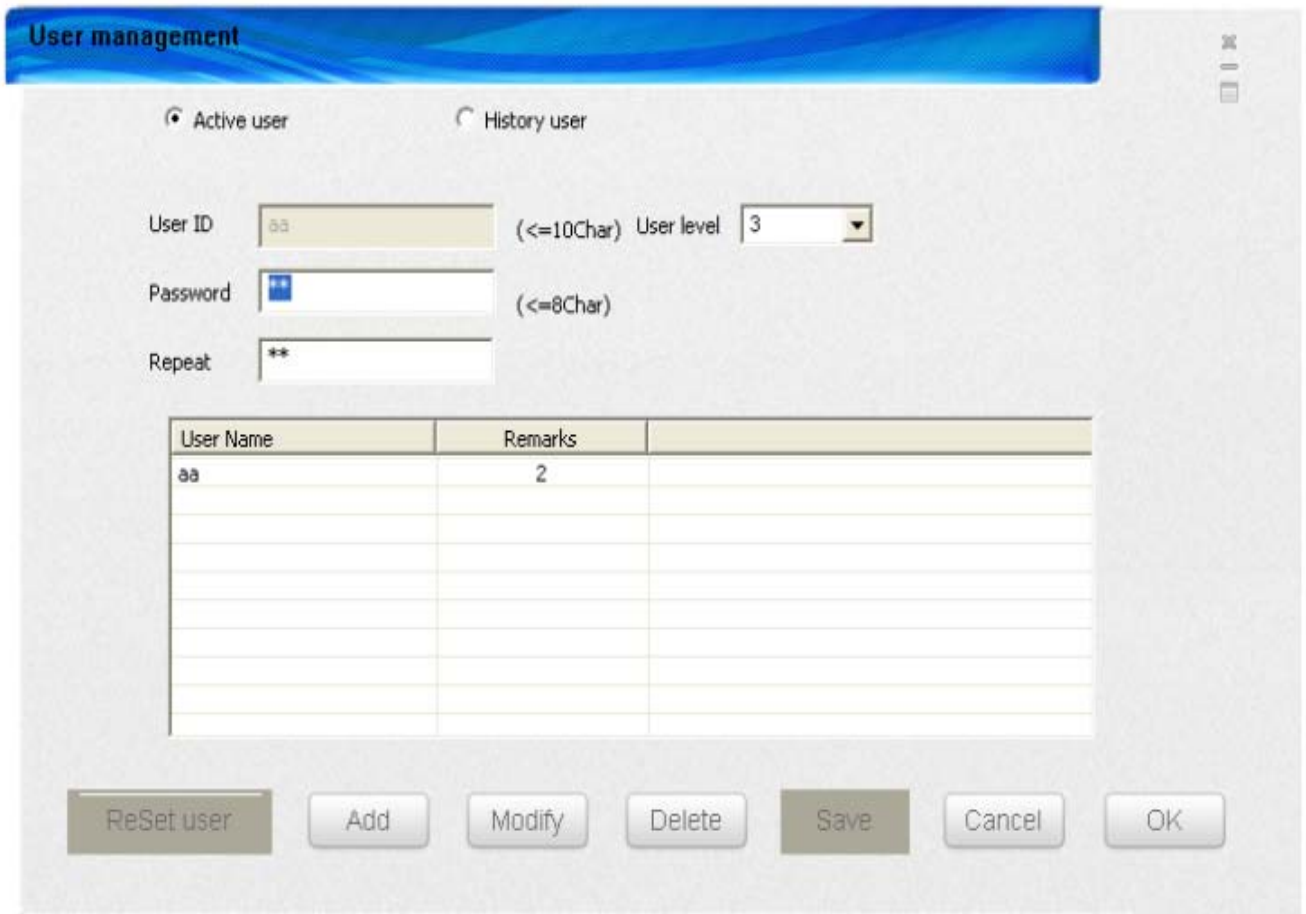 User management
Active user History user
User ID aa (<=10Char) User level 3
Password ** (<=8Char)
Repeat **
User Name Remarks
aa 2
ReSet user Add Modify Delete Save Cancel OK